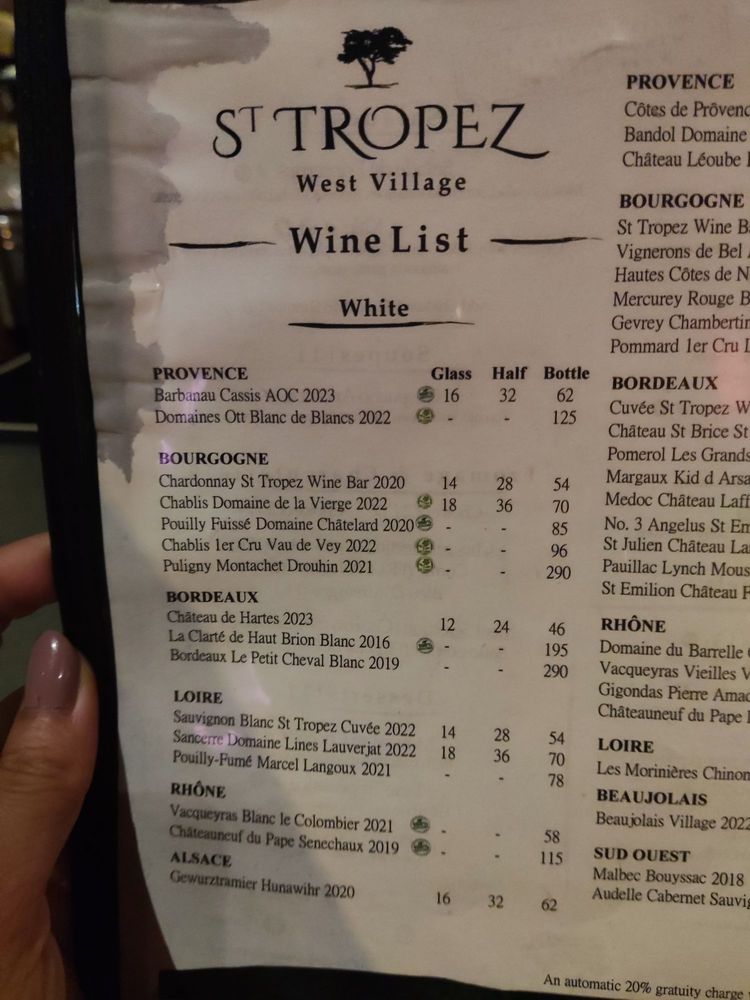 ST TROPEZ
West Village
Wine List
White
PROVENCE Glass Half Bottle
Barbanau Cassis AOC 2023 16 32 62
Domaines Ott Blanc de Blancs 2022 - - 125
BOURGOGNE
Chardonnay St Tropez Wine Bar 2020 14 28 54
Chablis Domaine de la Vierge 2022 18 36 70
Pouilly Fuissé Domaine Châtelard 2020 - - 85
Chablis 1er Cru Vau de Vey 2022 - - 96
Puligny Montachet Drouhin 2021 - - 290
BORDEAUX
Château de Hartes 2023 12 24 46
La Clarté de Haut Brion Blanc 2016 - - 195
Bordeaux Le Petit Cheval Blanc 2019 - - 290
LOIRE
Sauvignon Blanc St Tropez Cuvée 2022 14 28 54
Sancerre Domaine Lines Lauverjat 2022 18 36 70
Pouilly-Fumé Marcel Langoux 2021 - - 78
RHÔNE
Vacqueyras Blanc le Colombier 2021 - - 58
Châteauneuf du Pape Senechaux 2019 - - 115
ALSACE
Gewurztramier Hunawihr 2020 16 32 62
PROVENCE
Côtes de Prôvenc
Bandol Domaine
Château Léoube
BOURGOGNE
St Tropez Wine B
Vignerons de Bel
Hautes Côtes de N
Mercurey Rouge B
Gevrey Chambertin
Pommard 1er Cru
BORDEAUX
Cuvée St Tropez W
Château St Brice St
Pomerol Les Grands
Margaux Kid d Arsa
Medoc Château Laff
No. 3 Angelus St Em
St Julien Château La
Pauillac Lynch Mous
St Emilion Château F
RHÔNE
Domaine du Barrelle
Vacqueyras Vieilles V
Gigondas Pierre Amad
Châteauneuf du Pape
LOIRE
Les Morinières Chinon
BEAUJOLAIS
Beaujolais Village 2022
SUD OUEST
Malbec Bouyssac 2018
Audelle Cabernet Sauvig
An automatic 20% gratuity charge